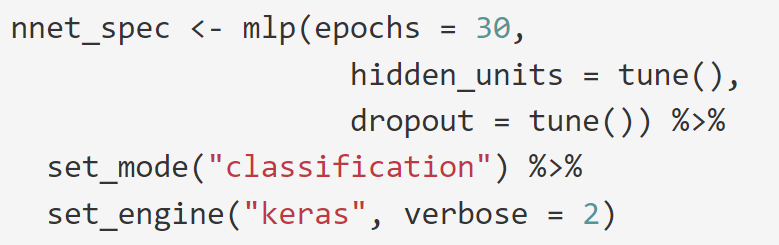 nnet_spec <- mlp(epochs = 30,
                 hidden_units = tune(),
                 dropout = tune()) %>%
  set_mode("classification") %>%
  set_engine("keras", verbose = 2)